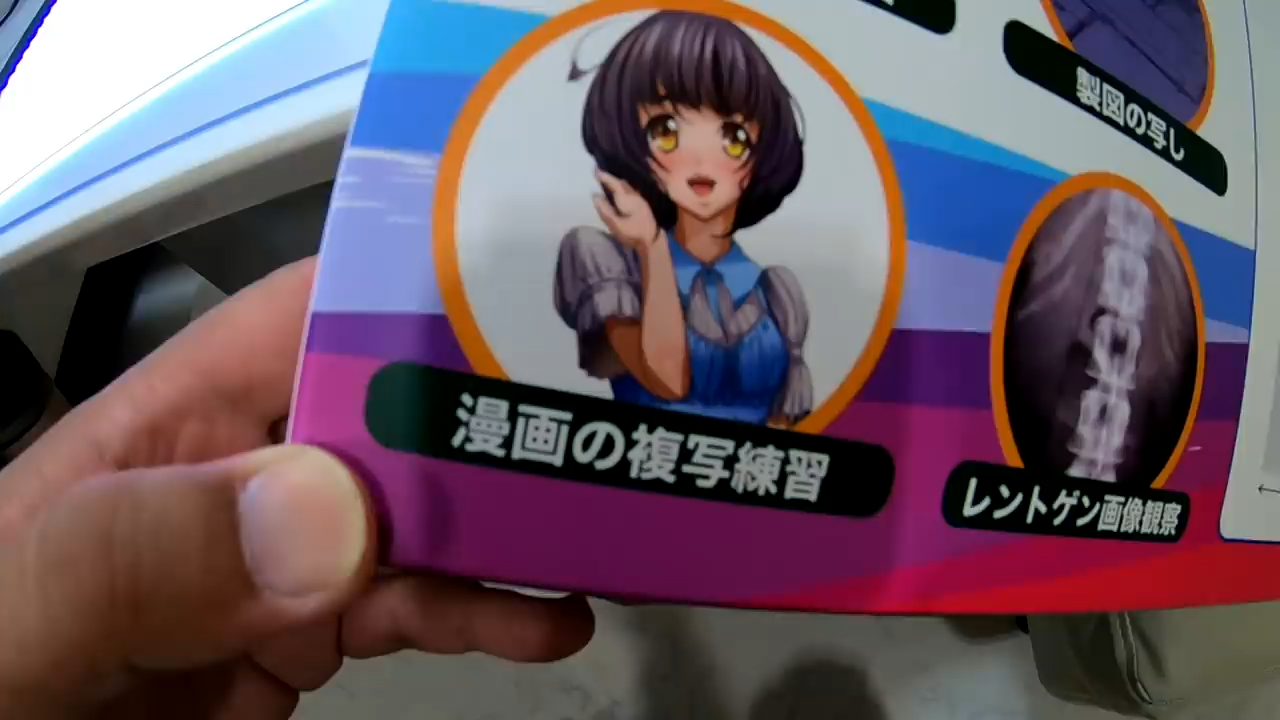 製図の写し
漫画の複写練習
レントゲン画像観察